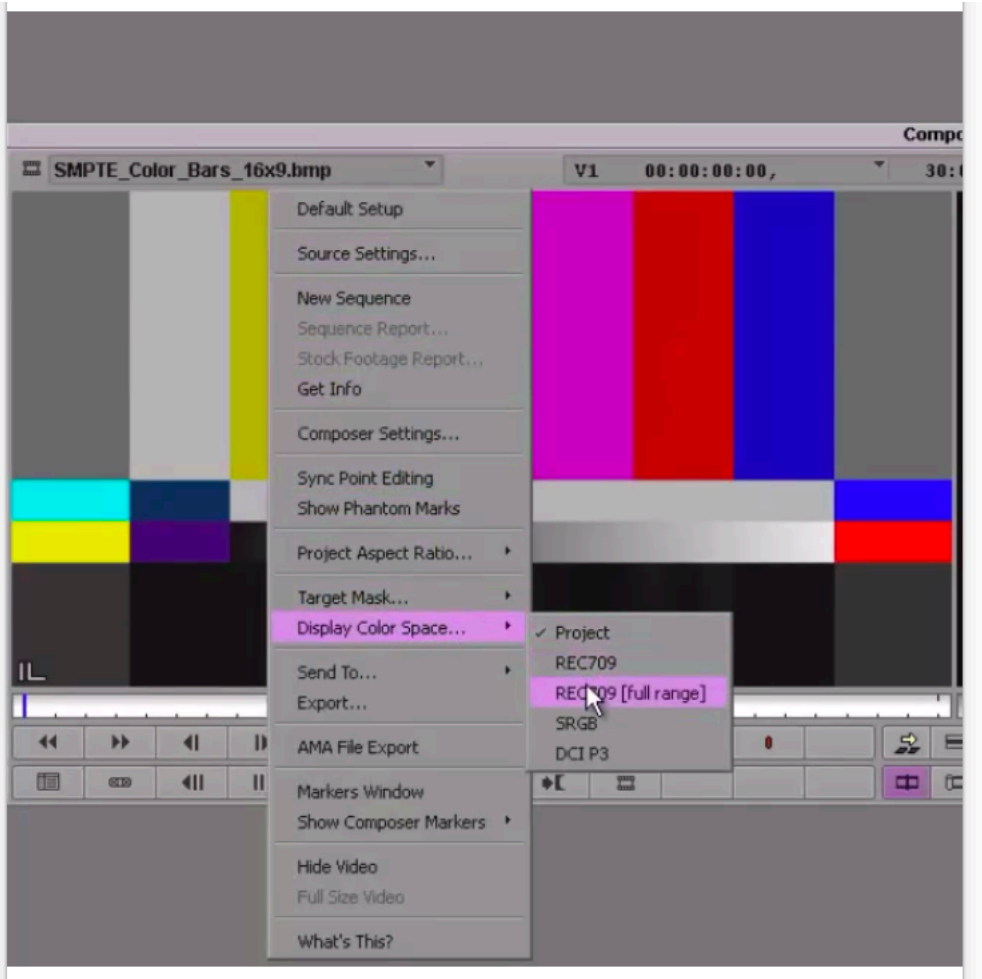 Compo
SMPTE_Color_Bars_16x9.bmp
V1 00:00:00:00,
30:
Default Setup
Source Settings...
New Sequence
Sequence Report...
Stock Footage Report...
Get Info
Composer Settings...
Sync Point Editing
Show Phantom Marks
Project Aspect Ratio...
Target Mask...
Display Color Space...
✓ Project
REC709
REC709 [full range]
SRGB
DCI P3
Send To...
Export...
AMA File Export
Markers Window
Show Composer Markers
Hide Video
Full Size Video
What's This?